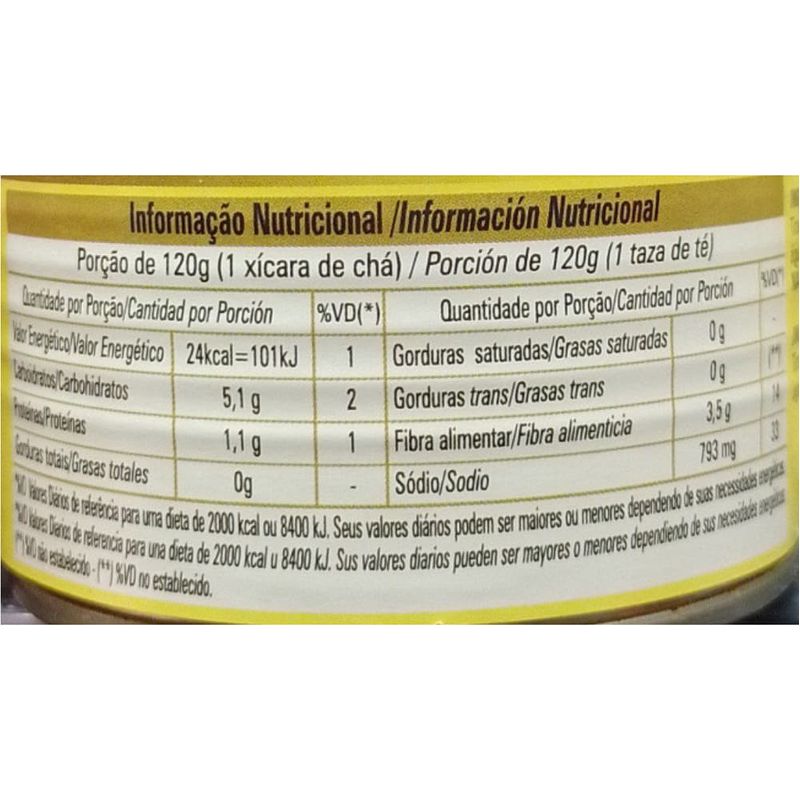 Informação Nutricional /Información Nutricional
Porção de 120g (1 xícara de chá) / Porción de 120g (1 taza de té)
Quantidade por Porção/Cantidad por Porción %VD(*) Quantidade por Porção/Cantidad por Porción %VD(*)
Valor Energético/Valor Energético 24kcal=101kJ 1 Gorduras saturadas/Grasas saturadas 0g -
Carboidratos/Carbohidratos 5,1 g 2 Gorduras trans/Grasas trans 0g (**)
Proteínas/Proteínas 1,1 g 1 Fibra alimentar/Fibra alimenticia 3,5 g 14
Gorduras totais/Grasas totales 0g - Sódio/Sodio 793 mg 33
*%VD Valores Diários de referência para uma dieta de 2000 kcal ou 8400 kJ. Seus valores diários podem ser maiores ou menores dependendo de suas necessidades energéticas.
*%VD Valores Diarios de referencia para una dieta de 2000 kcal u 8400 kJ. Sus valores diarios pueden ser mayores o menores dependiendo de sus necesidades energéticas.
(**) %VD não estabelecido - (**) %VD no establecido.